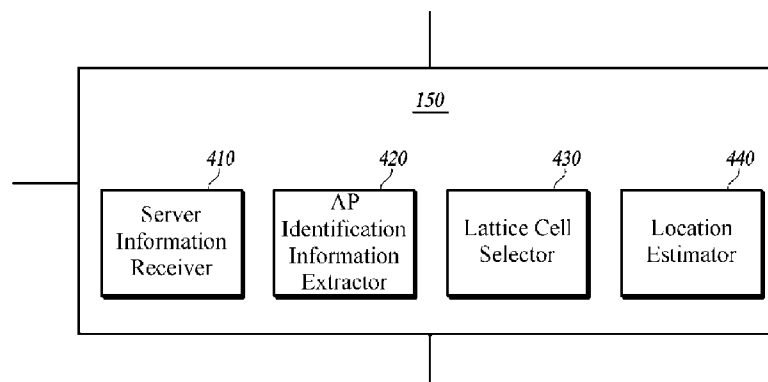 150
410
420
430
440
Server
Information
Receiver
AP
Identification
Information
Extractor
Lattice Cell
Selector
Location
Estimator